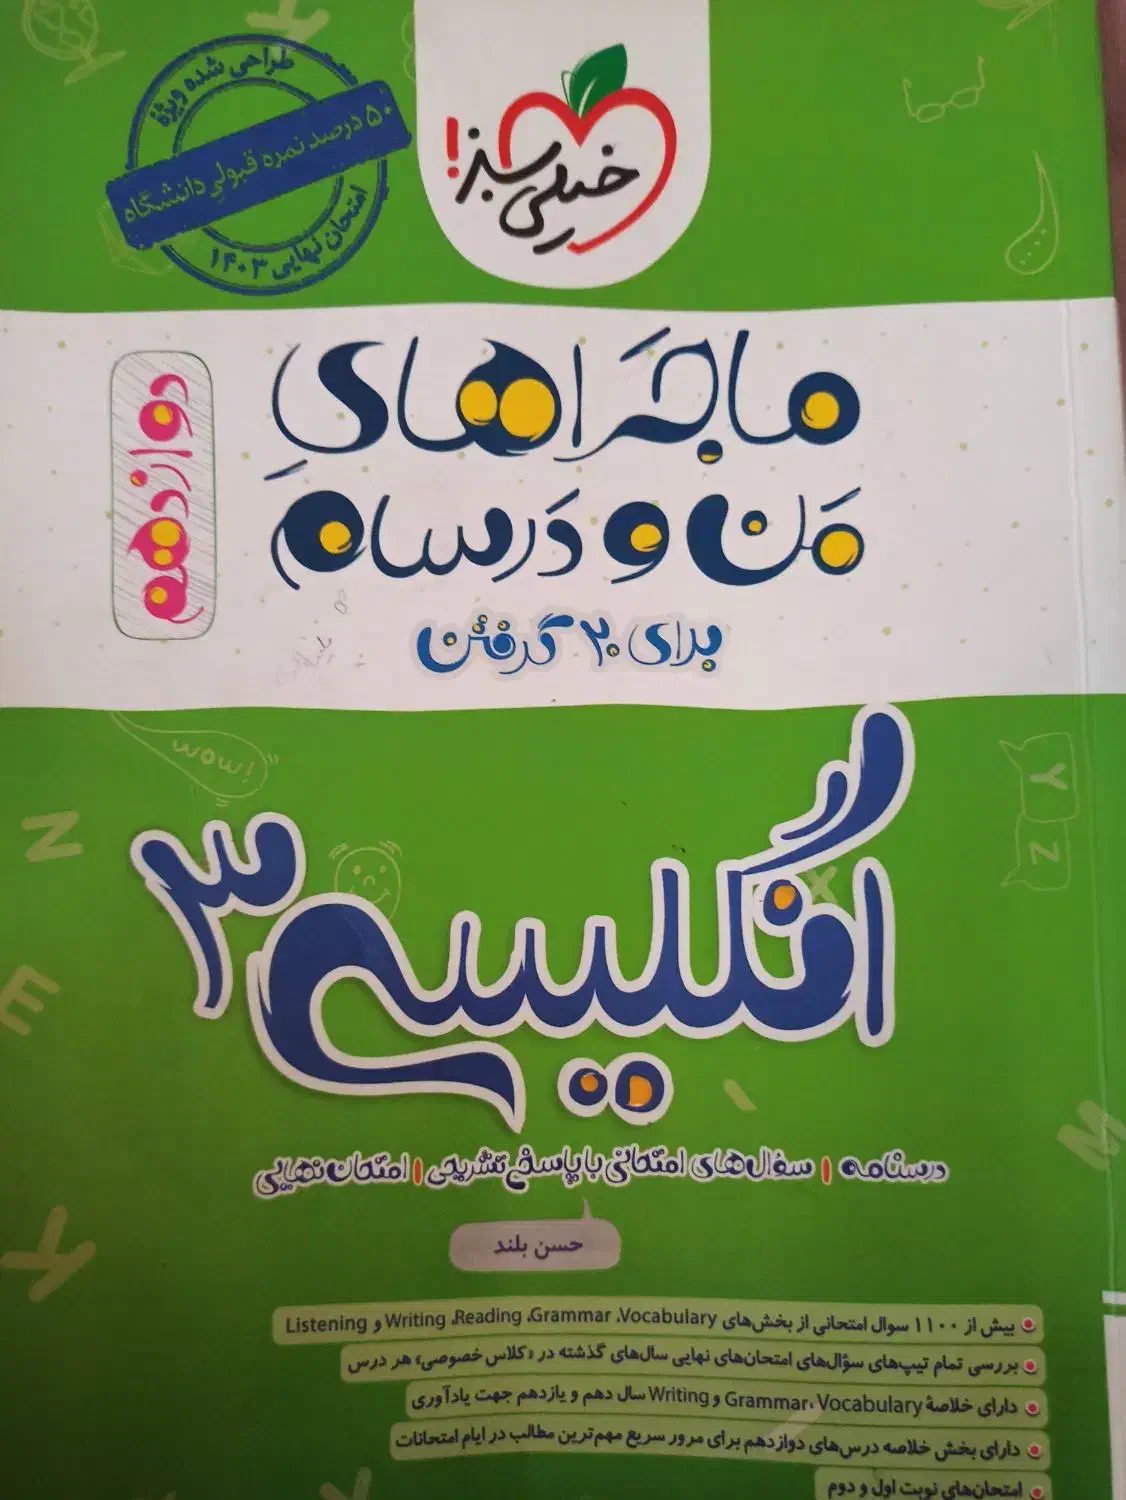 طراحی شده ویژهٔ
۵۰ درصد نمره قبولی دانشگاه
امتحان نهایی ۱۴۰۳
خیلی سبز!
ماجراهای
من و درسام
برای ۲۰ گرفتن
دوازدهم
wow!
انگلیسی ۳
درسنامه | سؤال‌های امتحانی با پاسخ تشریحی | امتحان نهایی
حسن بلند
بیش از ۱۱۰۰ سوال امتحانی از بخش‌های Vocabulary، Grammar، Reading، Writing و Listening
بررسی تمام تیپ‌های سؤال‌های امتحان‌های نهایی سال‌های گذشته در «کلاس خصوصی» هر درس
دارای خلاصهٔ Vocabulary، Grammar و Writing سال دهم و یازدهم جهت یادآوری
دارای بخش خلاصه درس‌های دوازدهم برای مرور سریع مهم‌ترین مطالب در ایام امتحانات
امتحان‌های نوبت اول و دوم